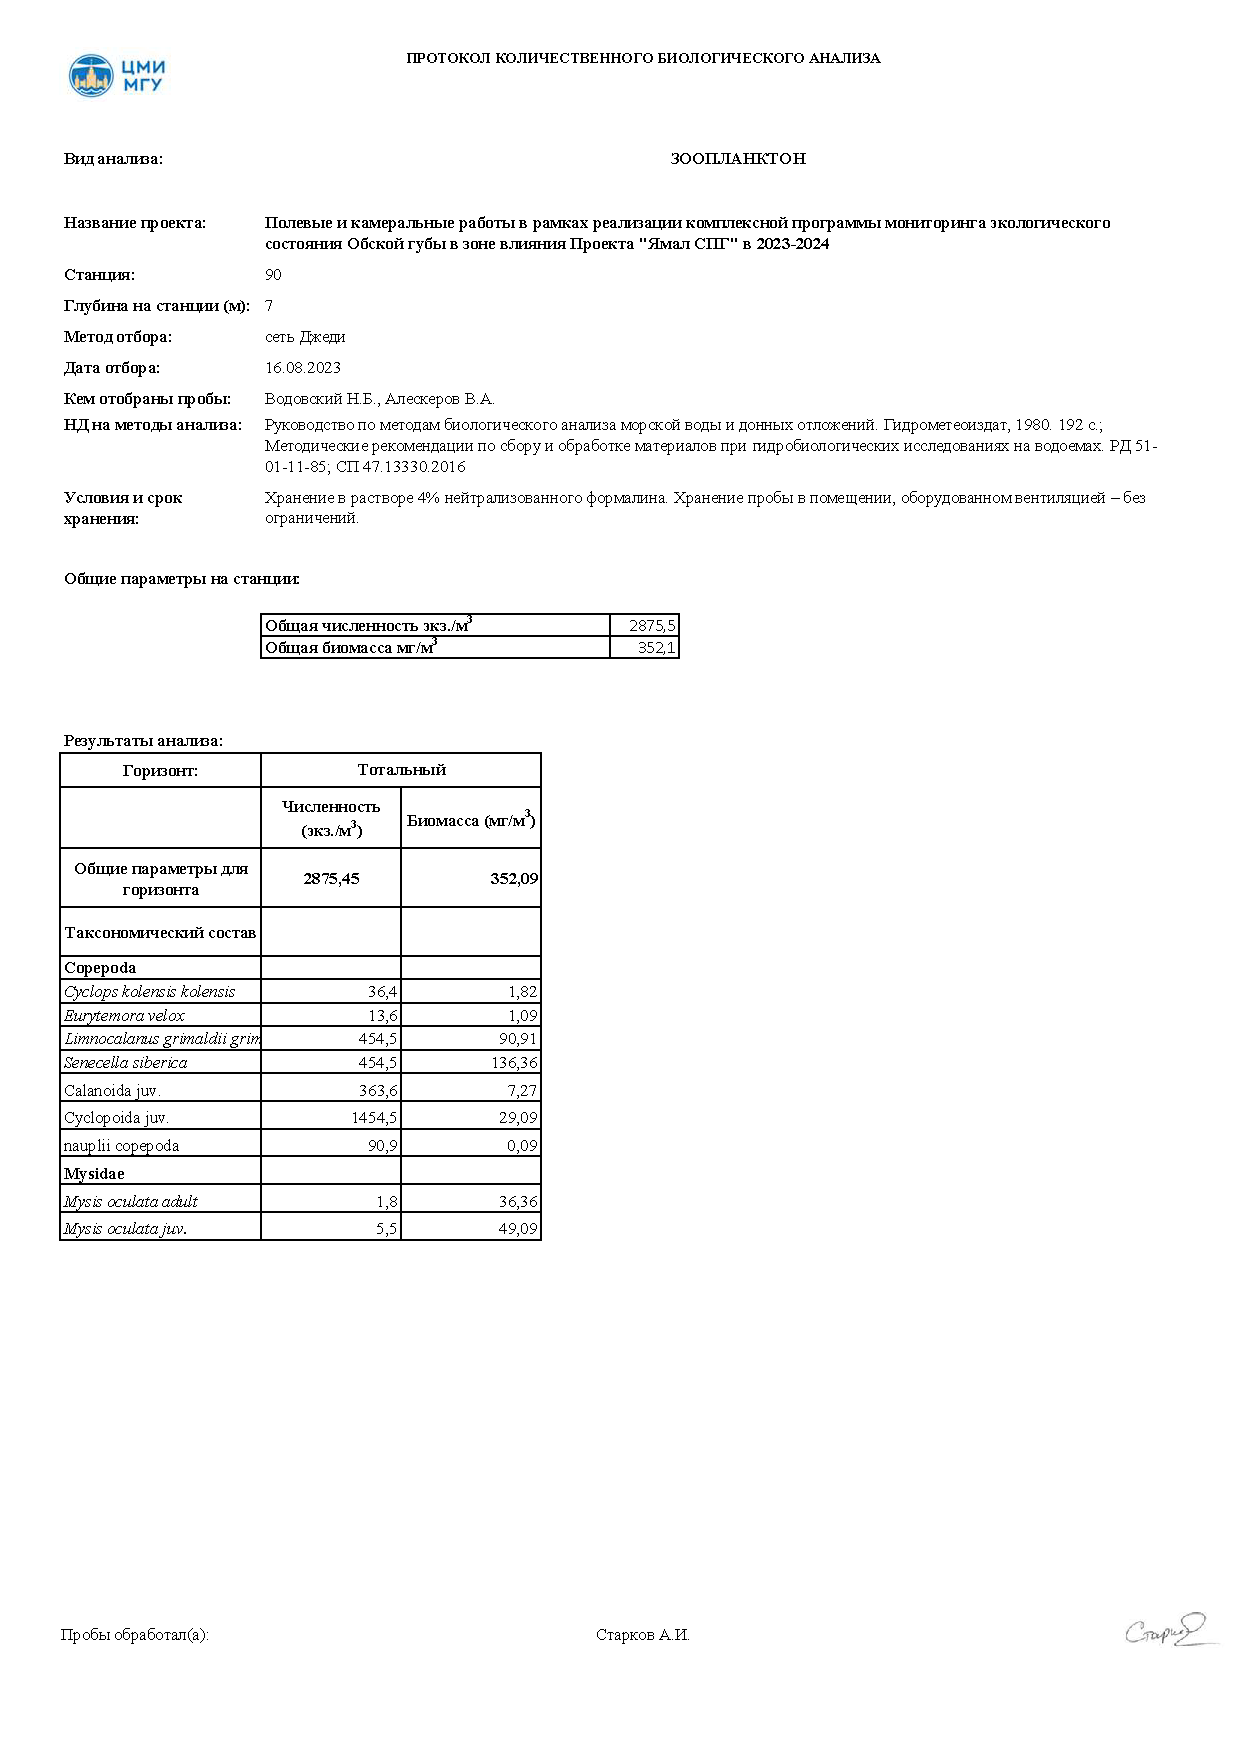 ЦМИ
МГУ
ПРОТОКОЛ КОЛИЧЕСТВЕННОГО БИОЛОГИЧЕСКОГО АНАЛИЗА
Вид анализа: ЗООПЛАНКТОН
Название проекта: Полевые и камеральные работы в рамках реализации комплексной программы мониторинга экологического
состояния Обской губы в зоне влияния Проекта "Ямал СПГ" в 2023-2024
Станция: 90
Глубина на станции (м): 7
Метод отбора: сеть Джеди
Дата отбора: 16.08.2023
Кем отобраны пробы: Водовский Н.Б., Алескеров В.А.
НД на методы анализа: Руководство по методам биологического анализа морской воды и донных отложений. Гидрометеоиздат, 1980. 192 с.;
Методические рекомендации по сбору и обработке материалов при гидробиологических исследованиях на водоемах. РД 51-
01-11-85; СП 47.13330.2016
Условия и срок Хранение в растворе 4% нейтрализованного формалина. Хранение пробы в помещении, оборудованном вентиляцией – без
хранения: ограничений.
Общие параметры на станции:
Общая численность экз./м³ 2875,5
Общая биомасса мг/м³ 352,1
Результаты анализа:
Горизонт: Тотальный
Численность
(экз./м³) Биомасса (мг/м³)
Общие параметры для
горизонта 2875,45 352,09
Таксономический состав
Copepoda
Cyclops kolensis kolensis 36,4 1,82
Eurytemora velox 13,6 1,09
Limnocalanus grimaldii grim 454,5 90,91
Senecella siberica 454,5 136,36
Calanoida juv. 363,6 7,27
Cyclopoida juv. 1454,5 29,09
nauplii copepoda 90,9 0,09
Mysidae
Mysis oculata adult 1,8 36,36
Mysis oculata juv. 5,5 49,09
Пробы обработал(а): Старков А.И.